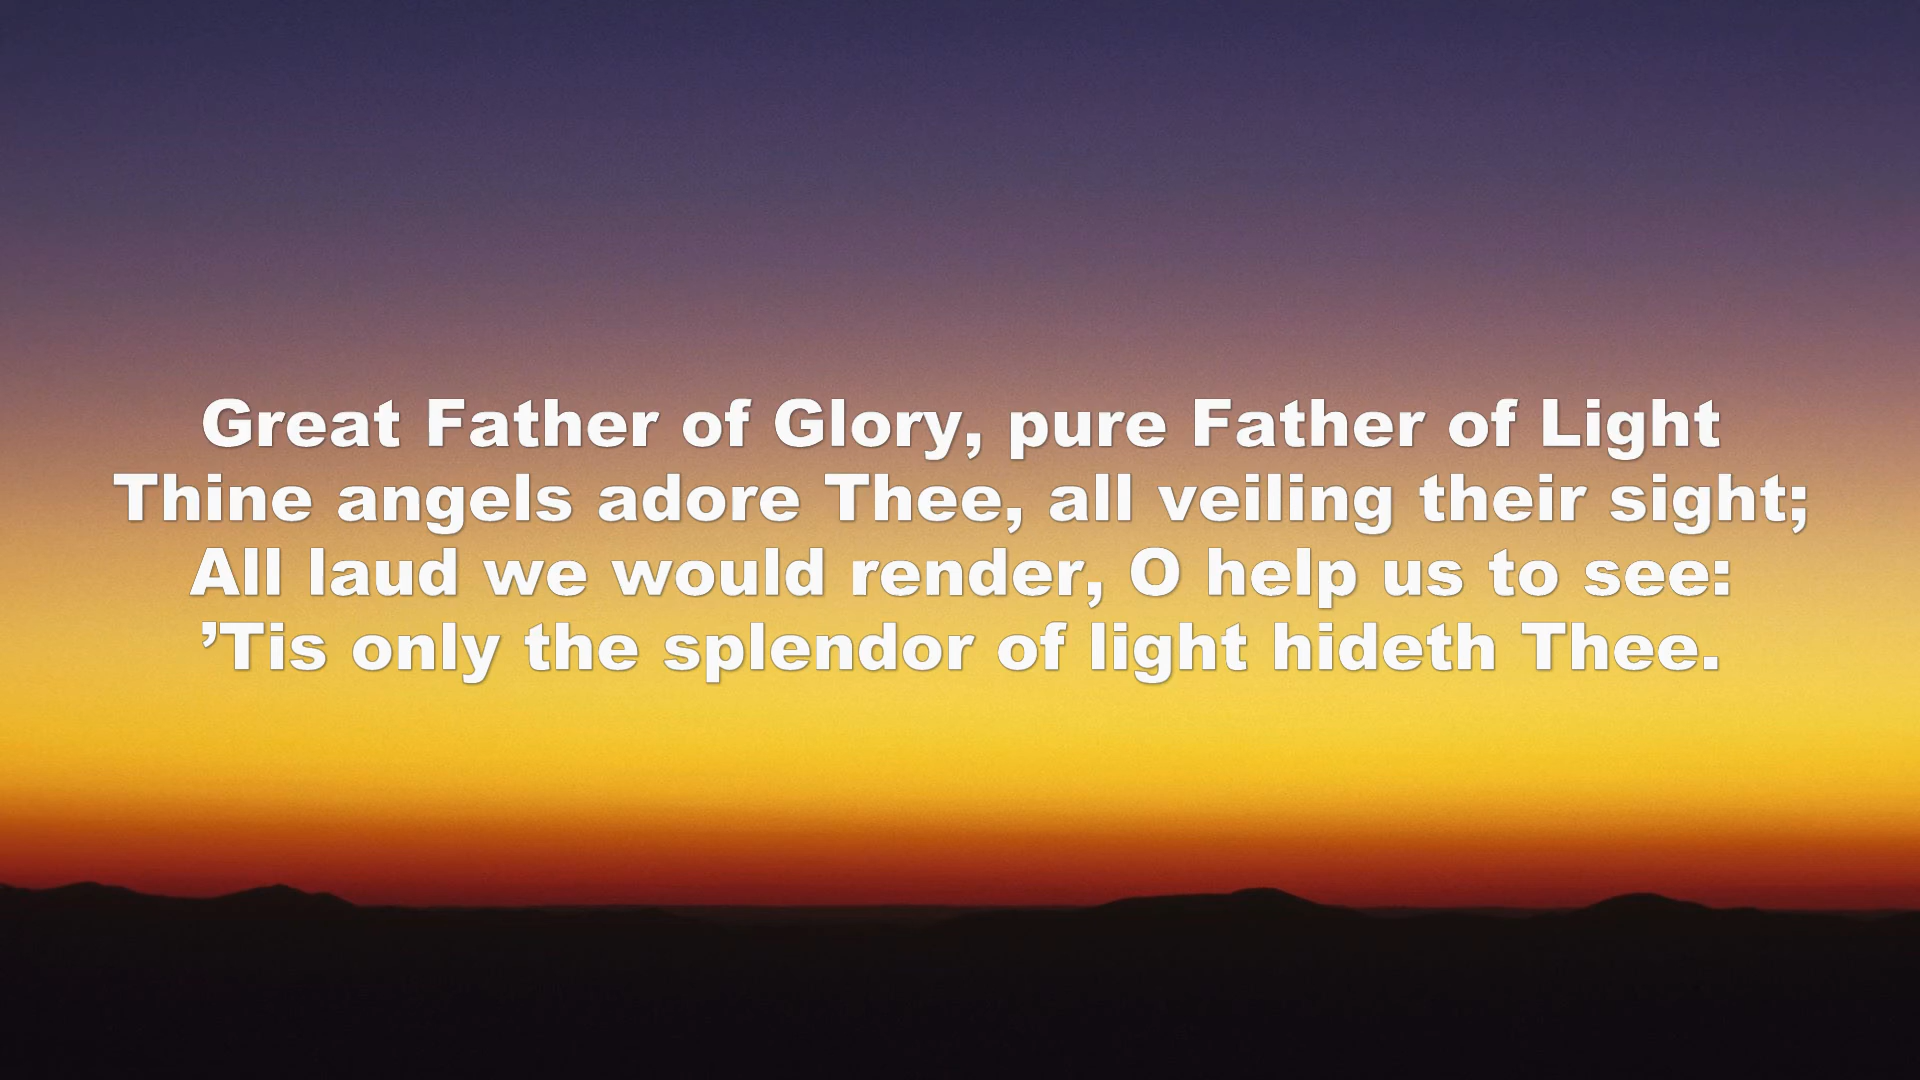 Great Father of Glory, pure Father of Light
Thine angels adore Thee, all veiling their sight;
All laud we would render, O help us to see:
’Tis only the splendor of light hideth Thee.